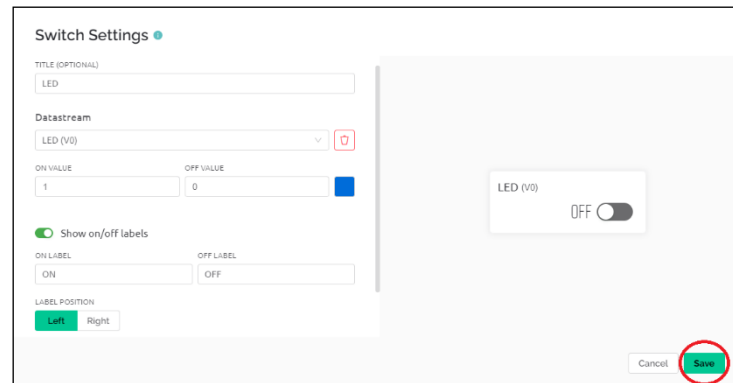 Switch Settings
TITLE (OPTIONAL)
LED
Datastream
LED (V0)
ON VALUE OFF VALUE
1 0
Show on/off labels
ON LABEL OFF LABEL
ON OFF
LABEL POSITION
Left Right
LED (V0)
OFF
Cancel Save